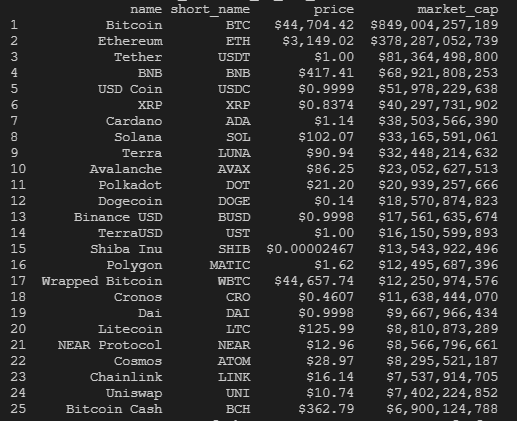 name short_name price market_cap
1 Bitcoin BTC $44,704.42 $849,004,257,189
2 Ethereum ETH $3,149.02 $378,287,052,739
3 Tether USDT $1.00 $81,364,498,800
4 BNB BNB $417.41 $68,921,808,253
5 USD Coin USDC $0.9999 $51,978,229,638
6 XRP XRP $0.8374 $40,297,731,902
7 Cardano ADA $1.14 $38,503,566,390
8 Solana SOL $102.07 $33,165,591,061
9 Terra LUNA $90.94 $32,448,214,632
10 Avalanche AVAX $86.25 $23,052,627,513
11 Polkadot DOT $21.20 $20,939,257,666
12 Dogecoin DOGE $0.14 $18,570,874,823
13 Binance USD BUSD $0.9998 $17,561,635,674
14 TerraUSD UST $1.00 $16,150,599,893
15 Shiba Inu SHIB $0.00002467 $13,543,922,496
16 Polygon MATIC $1.62 $12,495,687,396
17 Wrapped Bitcoin WBTC $44,657.74 $12,250,974,576
18 Cronos CRO $0.4607 $11,638,444,070
19 Dai DAI $0.9998 $9,667,966,434
20 Litecoin LTC $125.99 $8,810,873,289
21 NEAR Protocol NEAR $12.96 $8,566,796,661
22 Cosmos ATOM $28.97 $8,295,521,187
23 Chainlink LINK $16.14 $7,537,914,705
24 Uniswap UNI $10.74 $7,402,224,852
25 Bitcoin Cash BCH $362.79 $6,900,124,788